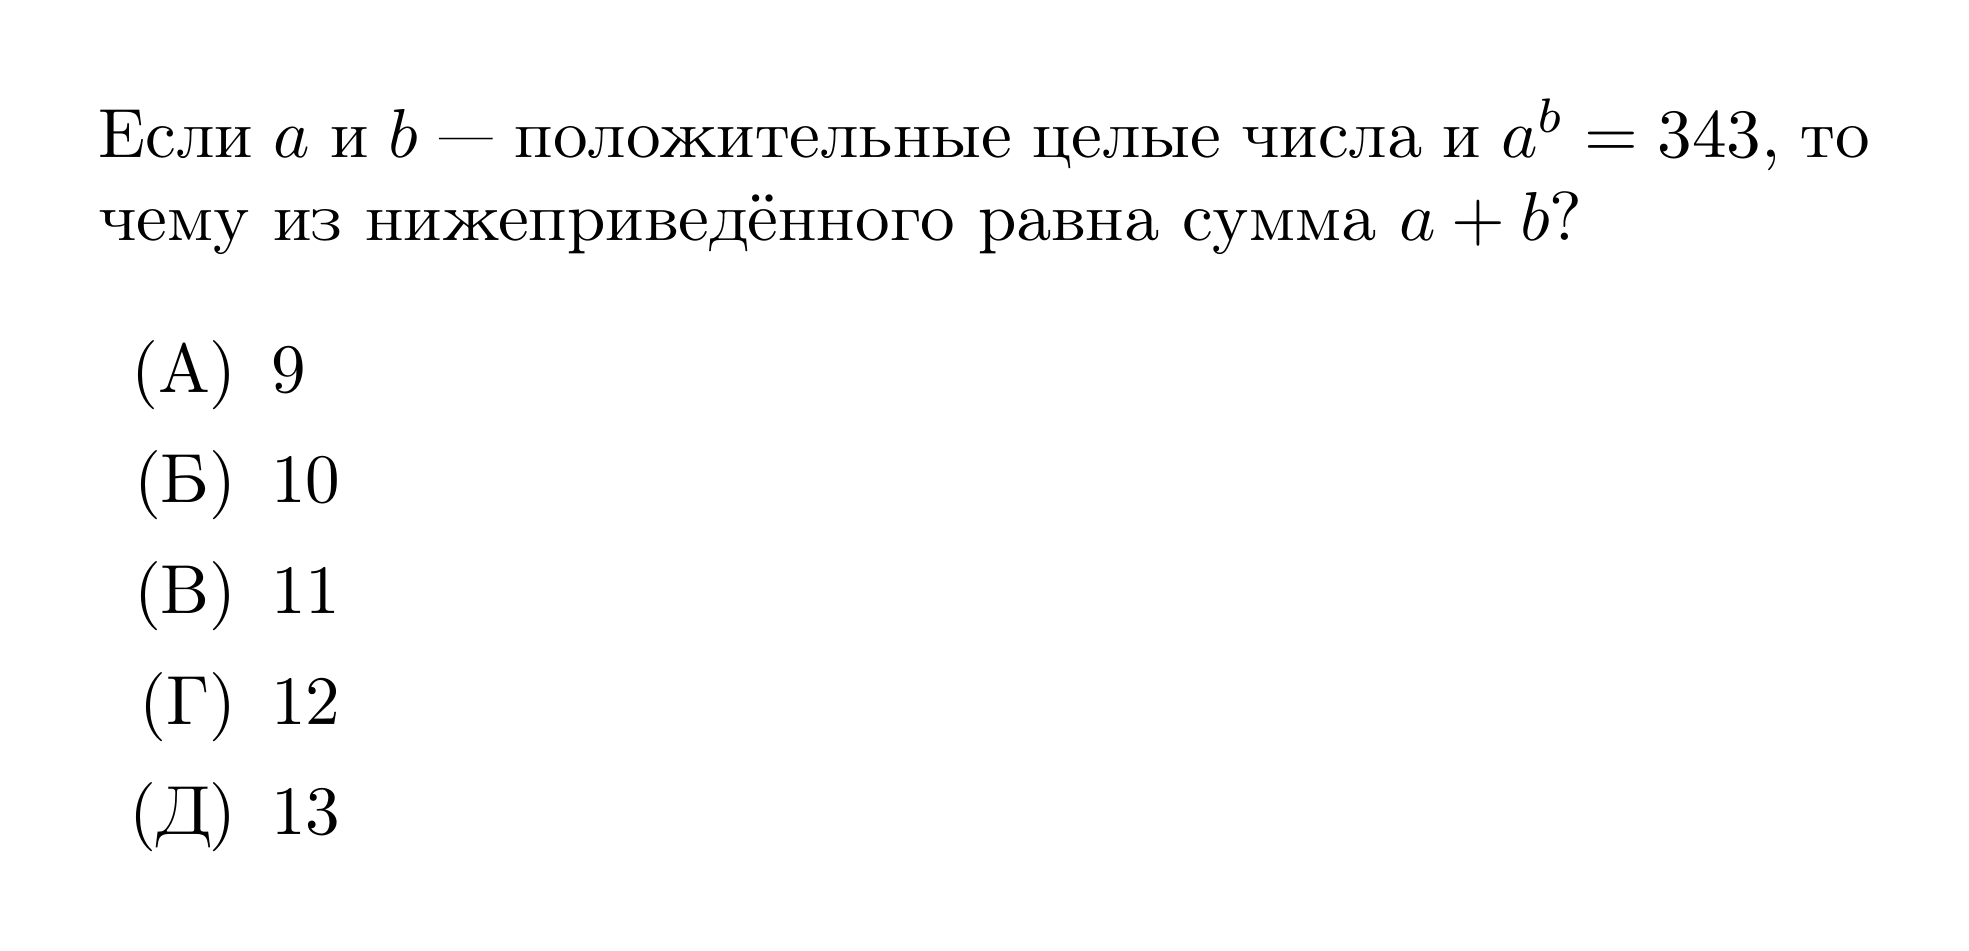 Если a и b — положительные целые числа и a^b = 343, то
чему из нижеприведённого равна сумма a + b?
(А) 9
(Б) 10
(В) 11
(Г) 12
(Д) 13